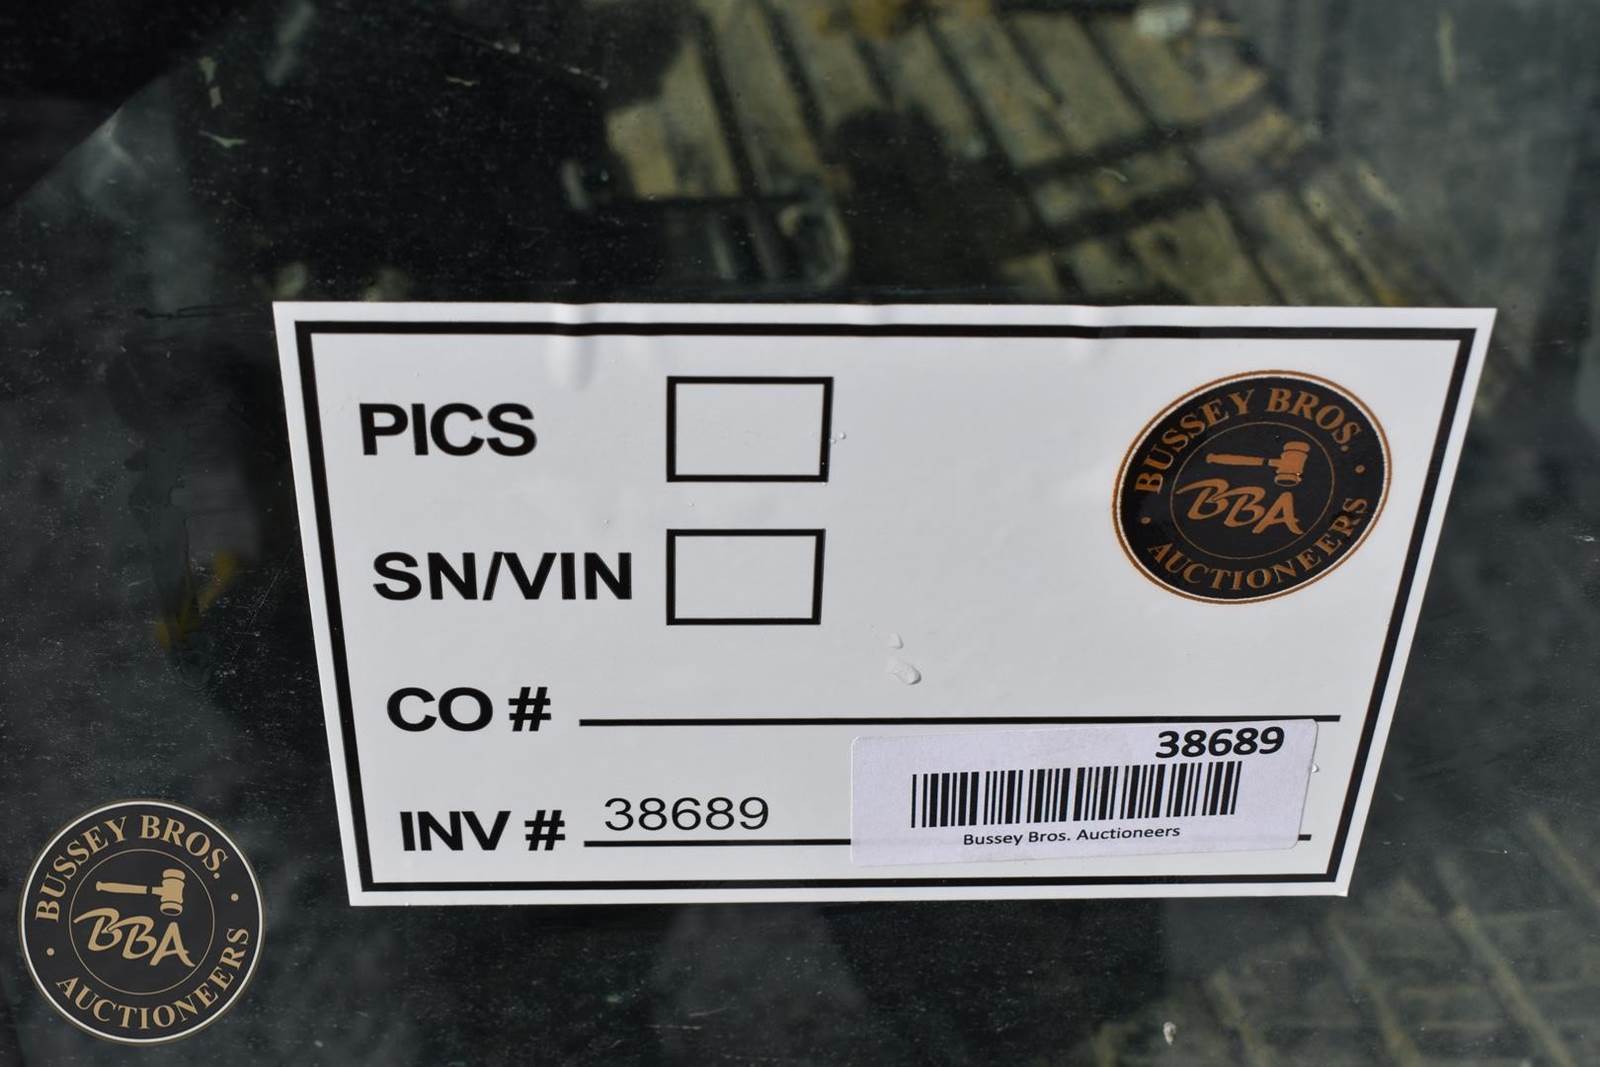 PICS
BUSSEY BROS.
BBA
AUCTIONEERS
SN/VIN
CO #
38689
INV # 38689
Bussey Bros. Auctioneers
BUSSEY BROS.
BBA
AUCTIONEERS